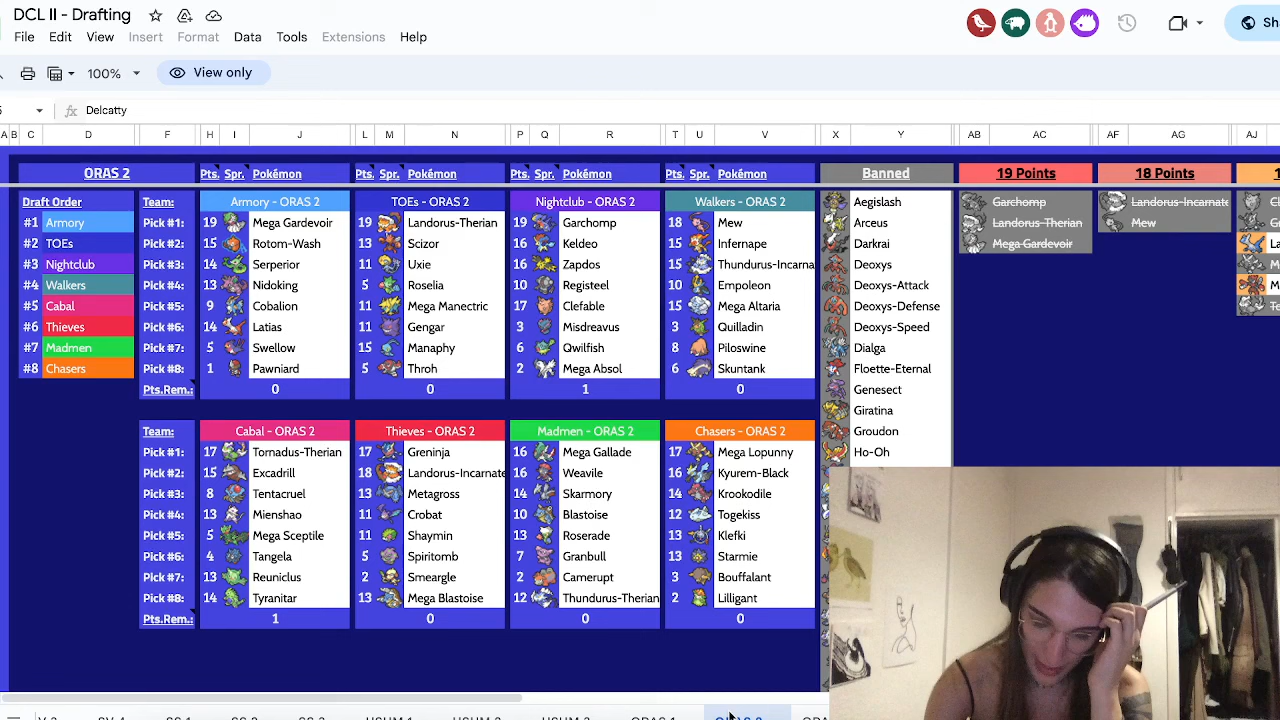 DCL II - Drafting
File Edit View Insert Format Data Tools Extensions Help
100% View only
Delcatty
A B C D F H I J L M N P Q R T U V X Y AB AC AF AG AJ
ORAS 2 Pts. Spr. Pokémon Pts. Spr. Pokémon Pts. Spr. Pokémon Pts. Spr. Pokémon Banned 19 Points 18 Points
Draft Order Team: Armory - ORAS 2 TOEs - ORAS 2 Nightclub - ORAS 2 Walkers - ORAS 2 Aegislash Garchomp Landorus-Incarnate
#1 Armory Pick #1: 19 Mega Gardevoir 19 Landorus-Therian 19 Garchomp 18 Mew Arceus Landorus-Therian Mew
#2 TOEs Pick #2: 15 Rotom-Wash 13 Scizor 16 Keldeo 15 Infernape Darkrai Mega Gardevoir
#3 Nightclub Pick #3: 14 Serperior 11 Uxie 16 Zapdos 15 Thundurus-Incarna Deoxys
#4 Walkers Pick #4: 13 Nidoking 5 Roselia 10 Registeel 10 Empoleon Deoxys-Attack
#5 Cabal Pick #5: 9 Cobalion 11 Mega Manectric 17 Clefable 15 Mega Altaria Deoxys-Defense
#6 Thieves Pick #6: 14 Latias 11 Gengar 3 Misdreavus 3 Quilladin Deoxys-Speed
#7 Madmen Pick #7: 5 Swellow 15 Manaphy 6 Qwilfish 8 Piloswine Dialga
#8 Chasers Pick #8: 1 Pawniard 5 Throh 2 Mega Absol 6 Skuntank Floette-Eternal
Pts.Rem.: 0 0 1 0 Genesect
Giratina
Team: Cabal - ORAS 2 Thieves - ORAS 2 Madmen - ORAS 2 Chasers - ORAS 2 Groudon
Pick #1: 17 Tornadus-Therian 17 Greninja 16 Mega Gallade 17 Mega Lopunny Ho-Oh
Pick #2: 15 Excadrill 18 Landorus-Incarnate 16 Weavile 16 Kyurem-Black
Pick #3: 8 Tentacruel 13 Metagross 14 Skarmory 14 Krookodile
Pick #4: 13 Mienshao 11 Crobat 10 Blastoise 12 Togekiss
Pick #5: 5 Mega Sceptile 11 Shaymin 13 Roserade 13 Klefki
Pick #6: 4 Tangela 5 Spiritomb 7 Granbull 13 Starmie
Pick #7: 13 Reuniclus 2 Smeargle 2 Camerupt 3 Bouffalant
Pick #8: 14 Tyranitar 13 Mega Blastoise 12 Thundurus-Therian 2 Lilligant
Pts.Rem.: 1 0 0 0